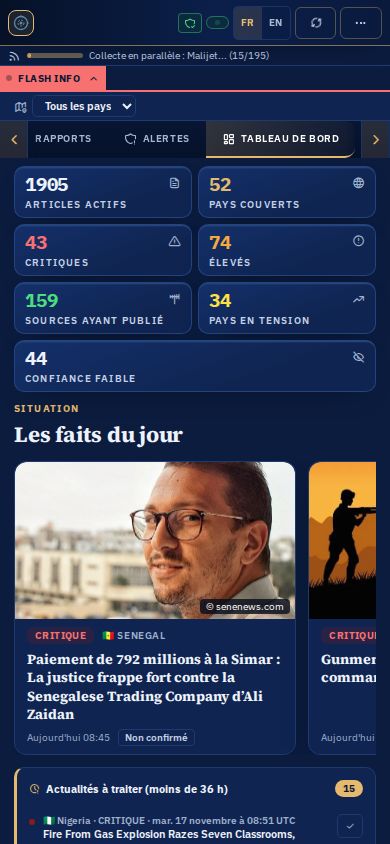 FR EN
Collecte en parallèle : Malijet… (15/195)
FLASH INFO
Tous les pays
RAPPORTS ALERTES TABLEAU DE BORD
1905
ARTICLES ACTIFS
52
PAYS COUVERTS
43
CRITIQUES
74
ÉLEVÉS
159
SOURCES AYANT PUBLIÉ
34
PAYS EN TENSION
44
CONFIANCE FAIBLE
SITUATION
Les faits du jour
© senenews.com
CRITIQUE SENEGAL
Paiement de 792 millions à la Simar :
La justice frappe fort contre la
Senegalese Trading Company d’Ali
Zaidan
Aujourd'hui 08:45 Non confirmé
CRITIQU
Gunmen
comman
Aujourd'hui
Actualités à traiter (moins de 36 h) 15
Nigeria · CRITIQUE · mar. 17 novembre à 08:51 UTC
Fire From Gas Explosion Razes Seven Classrooms,